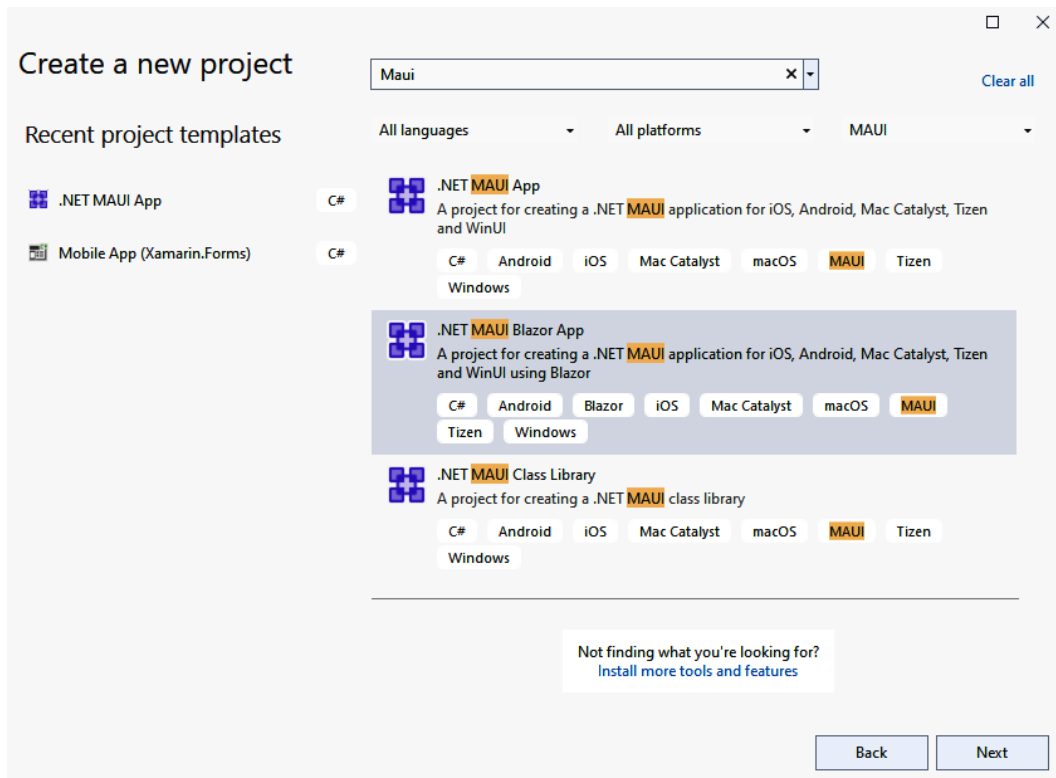 Create a new project
Maui
Clear all
Recent project templates
All languages
All platforms
MAUI
.NET MAUI App
C#
Mobile App (Xamarin.Forms)
C#
.NET MAUI App
A project for creating a .NET MAUI application for iOS, Android, Mac Catalyst, Tizen
and WinUI
C# Android iOS Mac Catalyst macOS MAUI Tizen
Windows
.NET MAUI Blazor App
A project for creating a .NET MAUI application for iOS, Android, Mac Catalyst, Tizen
and WinUI using Blazor
C# Android Blazor iOS Mac Catalyst macOS MAUI
Tizen Windows
.NET MAUI Class Library
A project for creating a .NET MAUI class library
C# Android iOS Mac Catalyst macOS MAUI Tizen
Windows
Not finding what you're looking for?
Install more tools and features
Back
Next